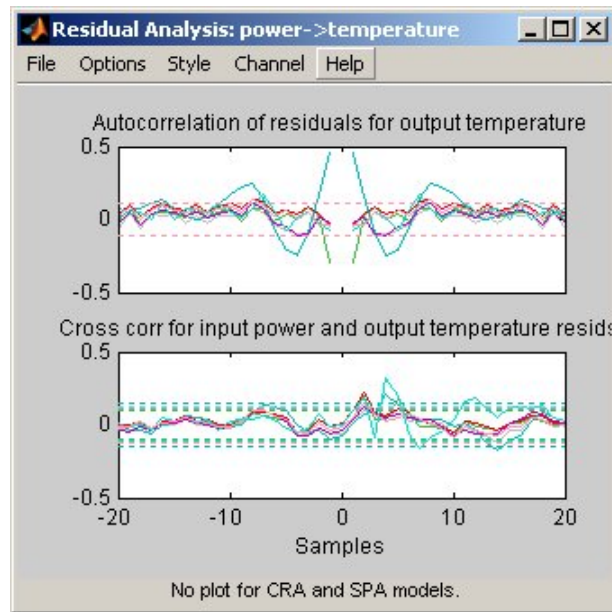 Residual Analysis: power->temperature
File Options Style Channel Help
Autocorrelation of residuals for output temperature
0.5
0
-0.5
Cross corr for input power and output temperature resids
0.5
0
-0.5
-20 -10 0 10 20
Samples
No plot for CRA and SPA models.